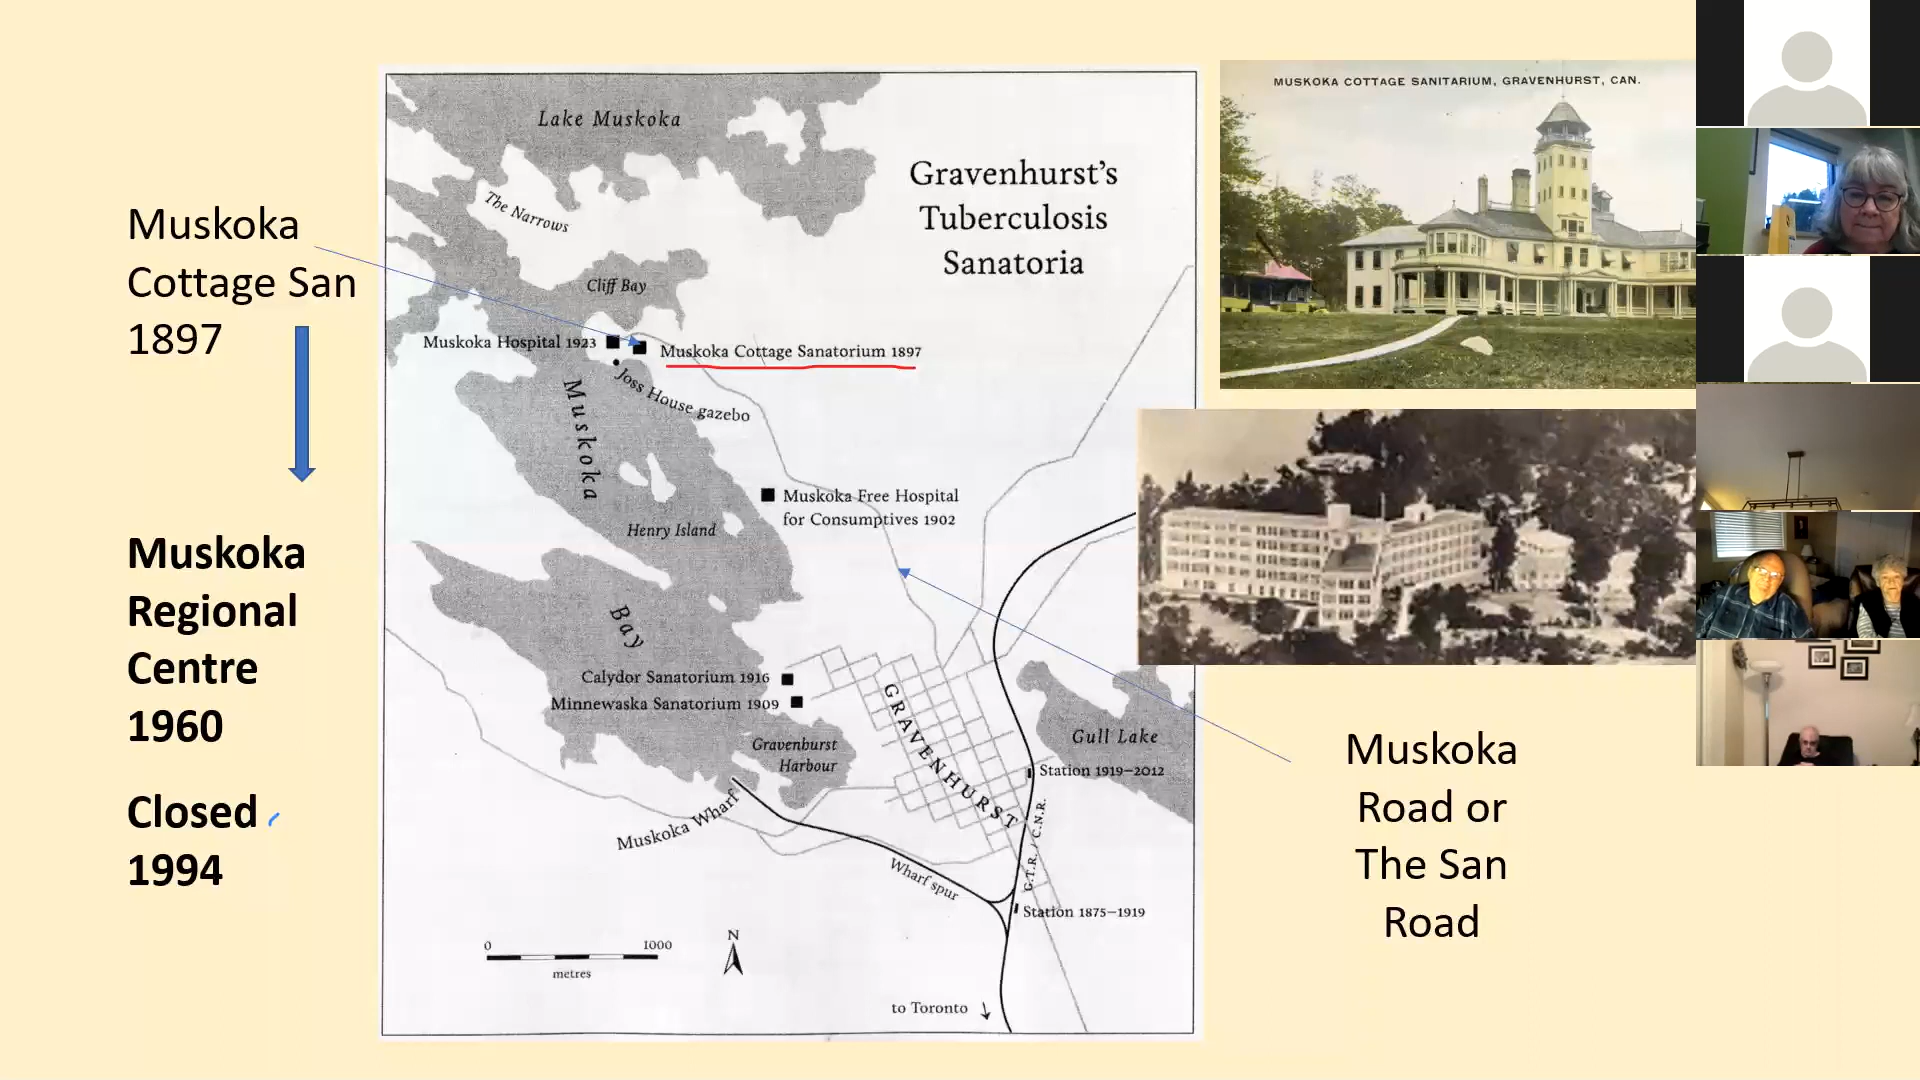 Muskoka
Cottage San
1897
Muskoka
Regional
Centre
1960
Closed
1994
Lake Muskoka
The Narrows
Gravenhurst's
Tuberculosis
Sanatoria
Cliff Bay
Muskoka Hospital 1923
Muskoka Cottage Sanatorium 1897
Joss House gazebo
Muskoka
Bay
Muskoka Free Hospital
for Consumptives 1902
Henry Island
Calydor Sanatorium 1916
Minnewaska Sanatorium 1909
GRAVENHURST
Gravenhurst
Harbour
Gull Lake
Station 1919–2012
Muskoka Wharf
G.T.R. / C.N.R.
Wharf spur
Station 1875–1919
0 1000
metres
N
to Toronto
MUSKOKA COTTAGE SANITARIUM, GRAVENHURST, CAN.
Muskoka
Road or
The San
Road